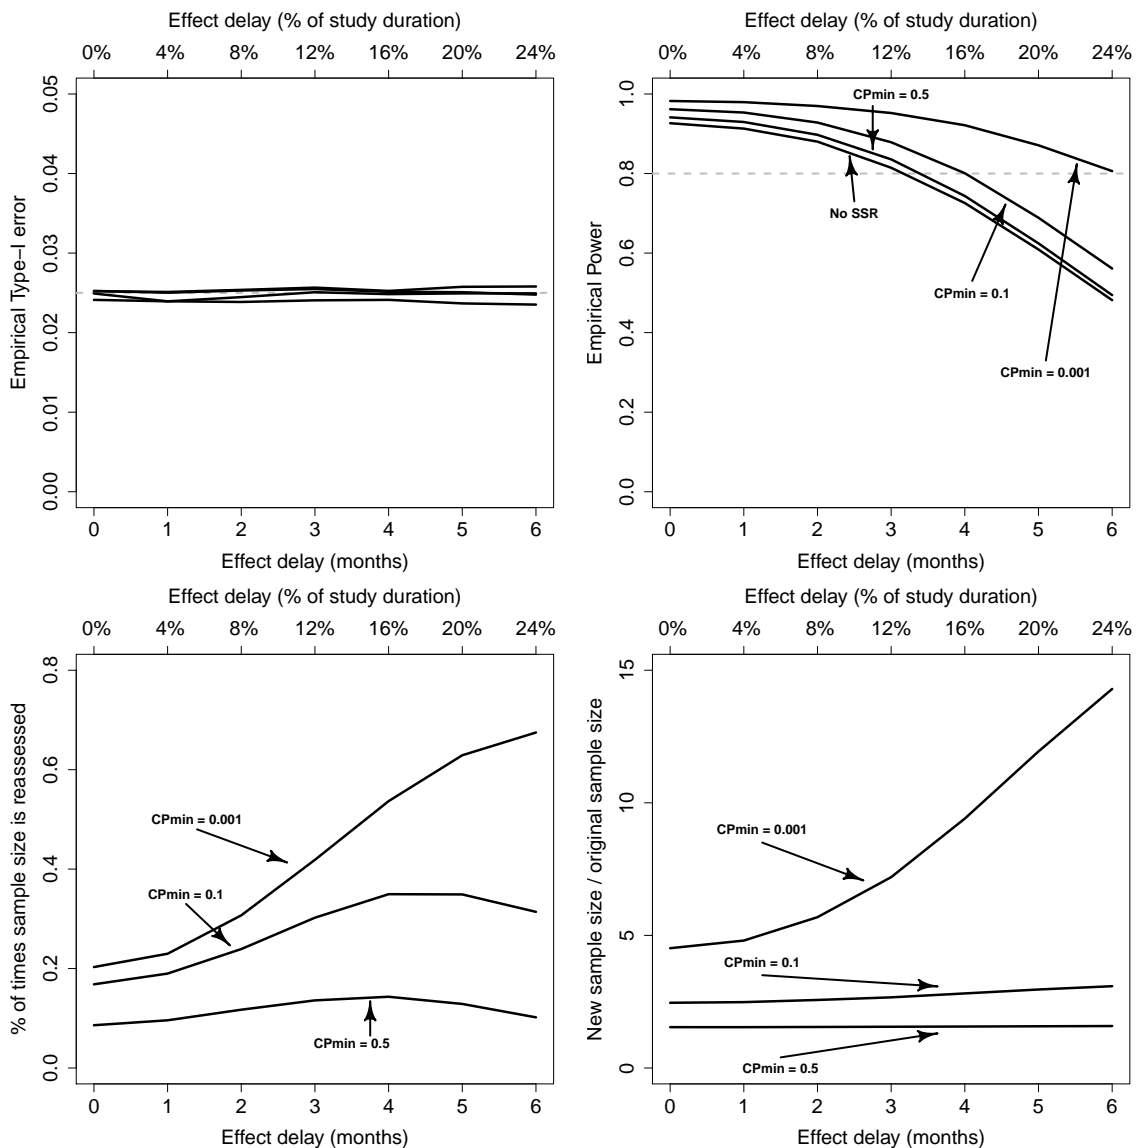 Effect delay (% of study duration)
0% 4% 8% 12% 16% 20% 24%
Empirical Type−I error
0.05
0.04
0.03
0.02
0.01
0.00
0 1 2 3 4 5 6
Effect delay (months)
Effect delay (% of study duration)
0% 4% 8% 12% 16% 20% 24%
Empirical Power
1.0
0.8
0.6
0.4
0.2
0.0
CPmin = 0.5
No SSR
CPmin = 0.1
CPmin = 0.001
0 1 2 3 4 5 6
Effect delay (months)
Effect delay (% of study duration)
0% 4% 8% 12% 16% 20% 24%
% of times sample size is reassessed
0.8
0.6
0.4
0.2
0.0
CPmin = 0.001
CPmin = 0.1
CPmin = 0.5
0 1 2 3 4 5 6
Effect delay (months)
Effect delay (% of study duration)
0% 4% 8% 12% 16% 20% 24%
New sample size / original sample size
15
10
5
0
CPmin = 0.001
CPmin = 0.1
CPmin = 0.5
0 1 2 3 4 5 6
Effect delay (months)